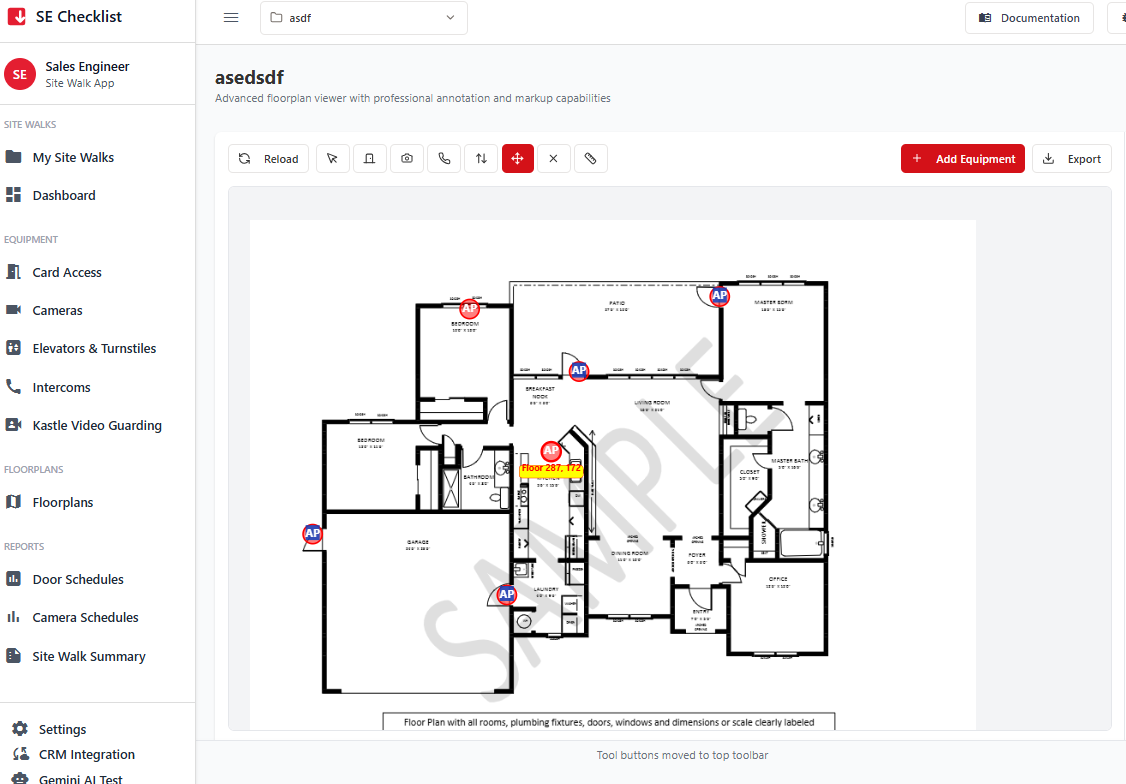 SE Checklist
asdf
Documentation
SE
Sales Engineer
Site Walk App
asedsdf
Advanced floorplan viewer with professional annotation and markup capabilities
SITE WALKS
My Site Walks
Dashboard
Reload
Add Equipment
Export
EQUIPMENT
Card Access
Cameras
Elevators & Turnstiles
Intercoms
Kastle Video Guarding
FLOORPLANS
Floorplans
REPORTS
Door Schedules
Camera Schedules
Site Walk Summary
Settings
CRM Integration
Gemini AI Test
AP
PATIO
MASTER BDRM
AP
BEDROOM
AP
BREAKFAST
NOOK
LIVING ROOM
BEDROOM
AP
Floor 287, 172
BATHROOM
CLOSET
MASTER BATH
AP
GARAGE
SHOWER
DINING ROOM
FOYER
OFFICE
AP
LAUNDRY
ENTRY
SAMPLE
Floor Plan with all rooms, plumbing fixtures, doors, windows and dimensions or scale clearly labeled
Tool buttons moved to top toolbar